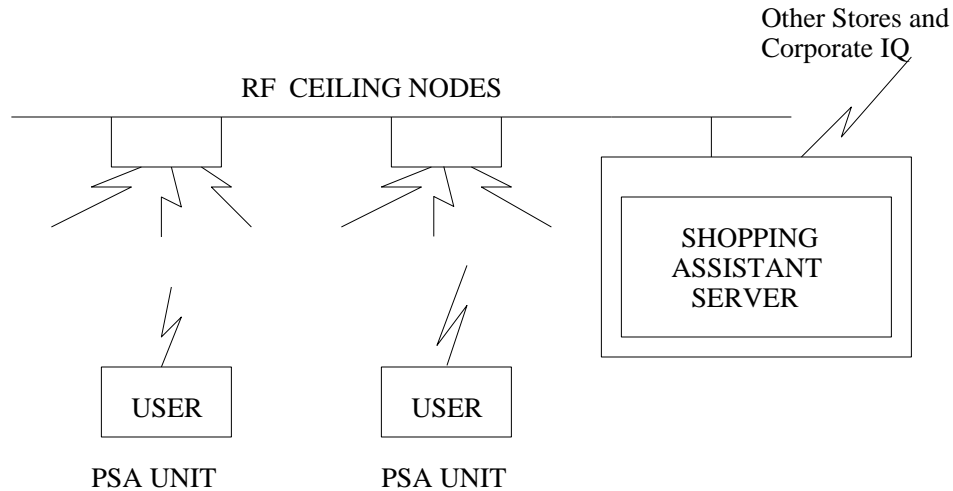 Other Stores and
Corporate IQ
RF CEILING NODES
SHOPPING
ASSISTANT
SERVER
USER
USER
PSA UNIT
PSA UNIT